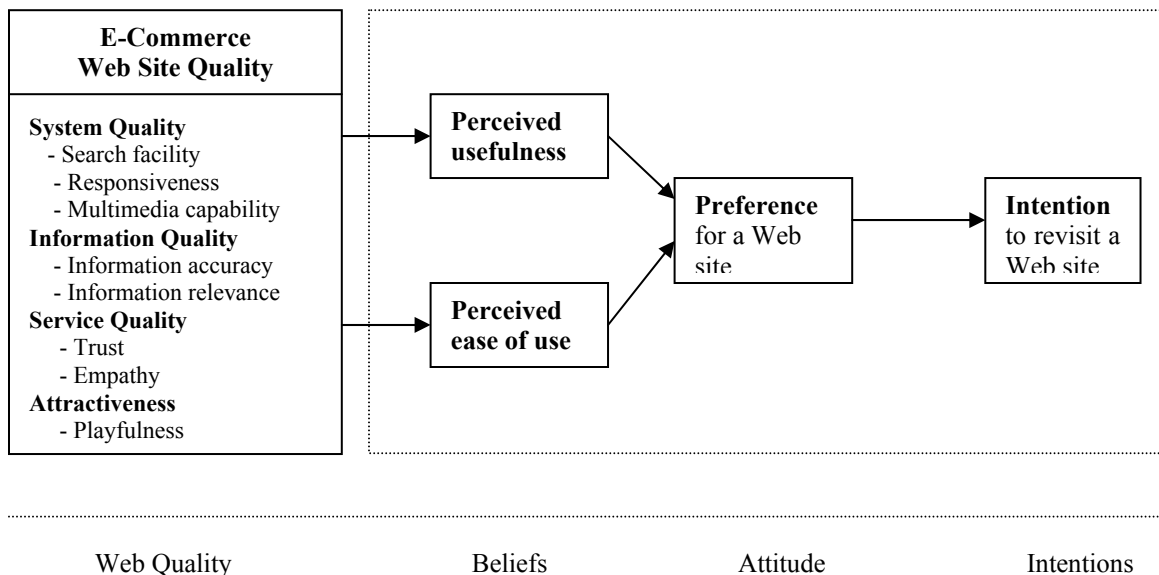 E-Commerce
Web Site Quality
System Quality
- Search facility
- Responsiveness
- Multimedia capability
Information Quality
- Information accuracy
- Information relevance
Service Quality
- Trust
- Empathy
Attractiveness
- Playfulness
Perceived
usefulness
Perceived
ease of use
Preference
for a Web
site
Intention
to revisit a
Web site
Web Quality
Beliefs
Attitude
Intentions